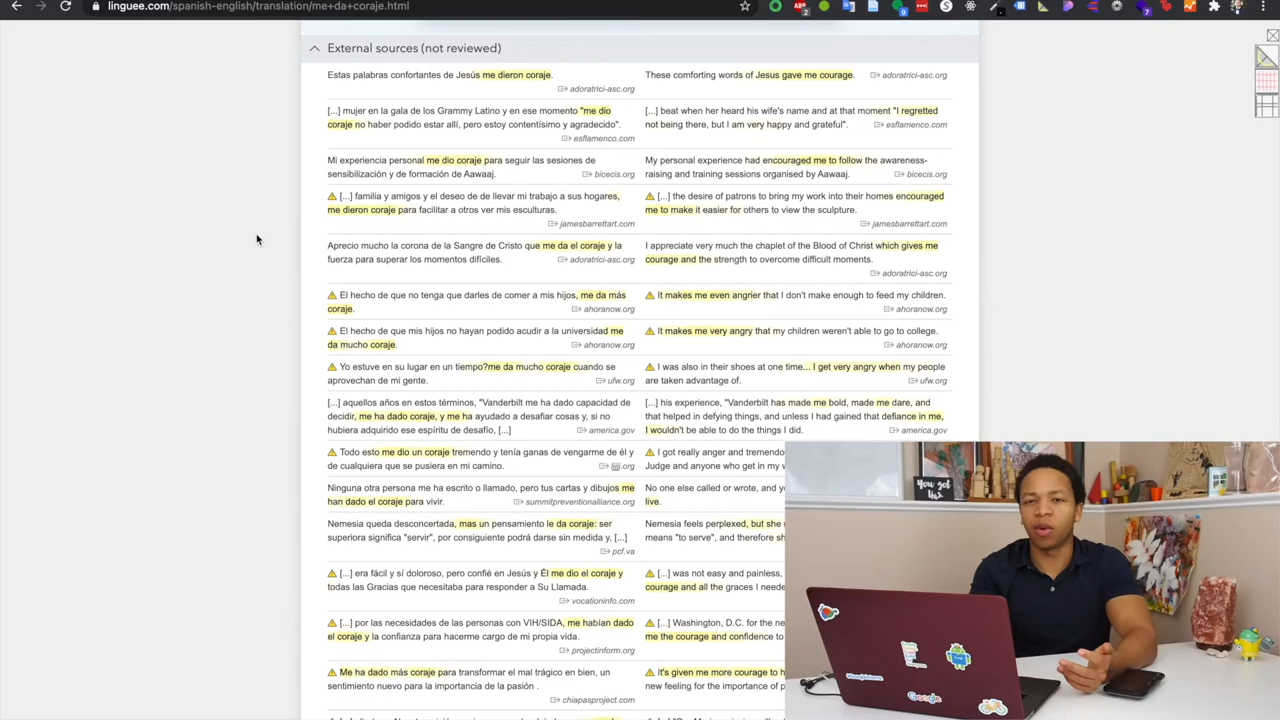 linguee.com/spanish-english/translation/me+da+coraje.html
External sources (not reviewed)
Estas palabras confortantes de Jesús me dieron coraje.
adoratrici-asc.org
These comforting words of Jesus gave me courage.
adoratrici-asc.org
[...] mujer en la gala de los Grammy Latino y en ese momento "me dio
coraje no haber podido estar allí, pero estoy contentísimo y agradecido".
esflamenco.com
[...] beat when her heard his wife's name and at that moment "I regretted
not being there, but I am very happy and grateful".
esflamenco.com
Mi experiencia personal me dio coraje para seguir las sesiones de
sensibilización y de formación de Aawaaj.
bicecis.org
My personal experience had encouraged me to follow the awareness-
raising and training sessions organised by Aawaaj.
bicecis.org
[...] familia y amigos y el deseo de de llevar mi trabajo a sus hogares,
me dieron coraje para facilitar a otros ver mis esculturas.
jamesbarrettart.com
[...] the desire of patrons to bring my work into their homes encouraged
me to make it easier for others to view the sculpture.
jamesbarrettart.com
Aprecio mucho la corona de la Sangre de Cristo que me da el coraje y la
fuerza para superar los momentos difíciles.
adoratrici-asc.org
I appreciate very much the chaplet of the Blood of Christ which gives me
courage and the strength to overcome difficult moments.
adoratrici-asc.org
El hecho de que no tenga que darles de comer a mis hijos, me da más
coraje.
ahoranow.org
It makes me even angrier that I don't make enough to feed my children.
ahoranow.org
El hecho de que mis hijos no hayan podido acudir a la universidad me
da mucho coraje.
ahoranow.org
It makes me very angry that my children weren't able to go to college.
ahoranow.org
Yo estuve en su lugar en un tiempo?me da mucho coraje cuando se
aprovechan de mi gente.
ufw.org
I was also in their shoes at one time... I get very angry when my people
are taken advantage of.
ufw.org
[...] aquellos años en estos términos, "Vanderbilt me ha dado capacidad de
decidir, me ha dado coraje, y me ha ayudado a desafiar cosas y, si no
hubiera adquirido ese espíritu de desafío, [...]
america.gov
[...] his experience, "Vanderbilt has made me bold, made me dare, and
that helped in defying things, and unless I had gained that defiance in me,
I wouldn't be able to do the things I did.
america.gov
Todo esto me dio un coraje tremendo y tenía ganas de vengarme de él y
de cualquiera que se pusiera en mi camino.
ljjjj.org
I got really anger and tremendo
Judge and anyone who get in my w
Ninguna otra persona me ha escrito o llamado, pero tus cartas y dibujos me
han dado el coraje para vivir.
summitpreventionalliance.org
No one else called or wrote, and yo
live.
Nemesia queda desconcertada, mas un pensamiento le da coraje: ser
superiora significa "servir", por consiguiente podrá darse sin medida y, [...]
pcf.va
Nemesia feels perplexed, but she
means "to serve", and therefore sh
[...] era fácil y sí doloroso, pero confié en Jesús y Él me dio el coraje y
todas las Gracias que necesitaba para responder a Su Llamada.
vocationinfo.com
[...] was not easy and painless,
courage and all the graces I neede
[...] por las necesidades de las personas con VIH/SIDA, me habían dado
el coraje y la confianza para hacerme cargo de mi propia vida.
projectinform.org
[...] Washington, D.C. for the ne
me the courage and confidence to
Me ha dado más coraje para transformar el mal trágico en bien, un
sentimiento nuevo para la importancia de la pasión .
chiapasproject.com
It's given me more courage to h
new feeling for the importance of p
You got
this
Google